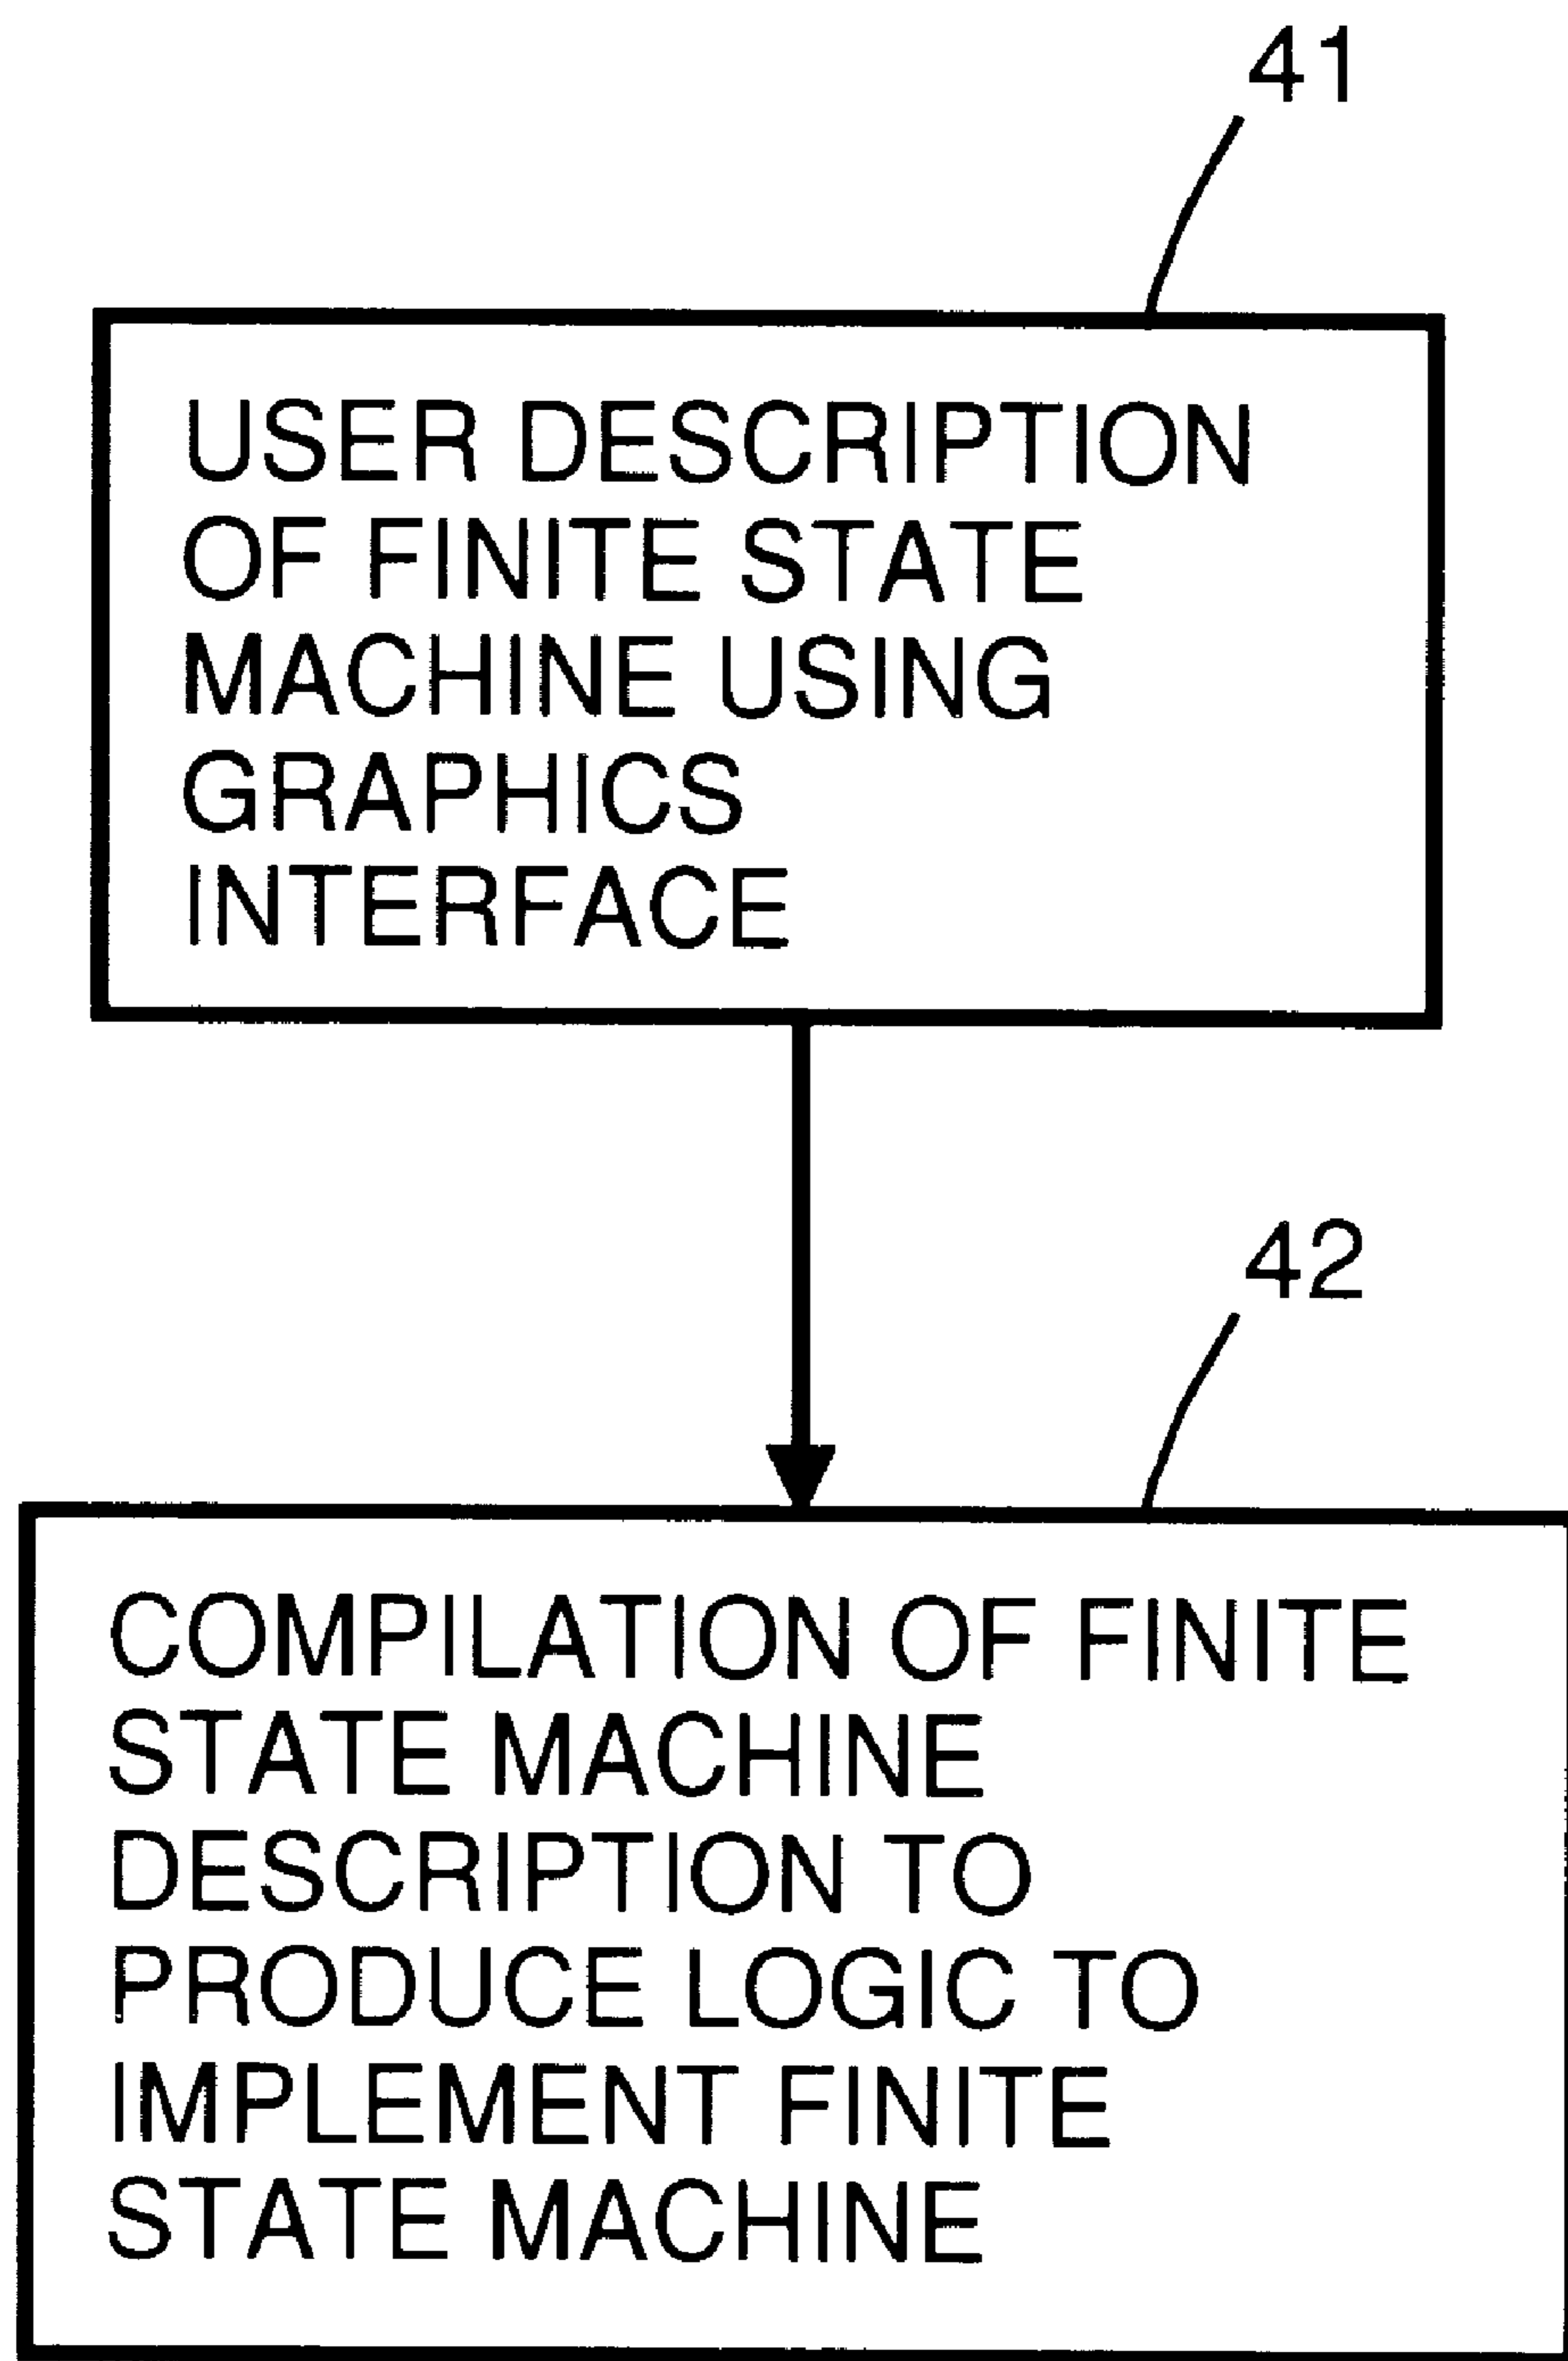 41
USER DESCRIPTION
OF FINITE STATE
MACHINE USING
GRAPHICS
INTERFACE
42
COMPILATION OF FINITE
STATE MACHINE
DESCRIPTION TO
PRODUCE LOGIC TO
IMPLEMENT FINITE
STATE MACHINE